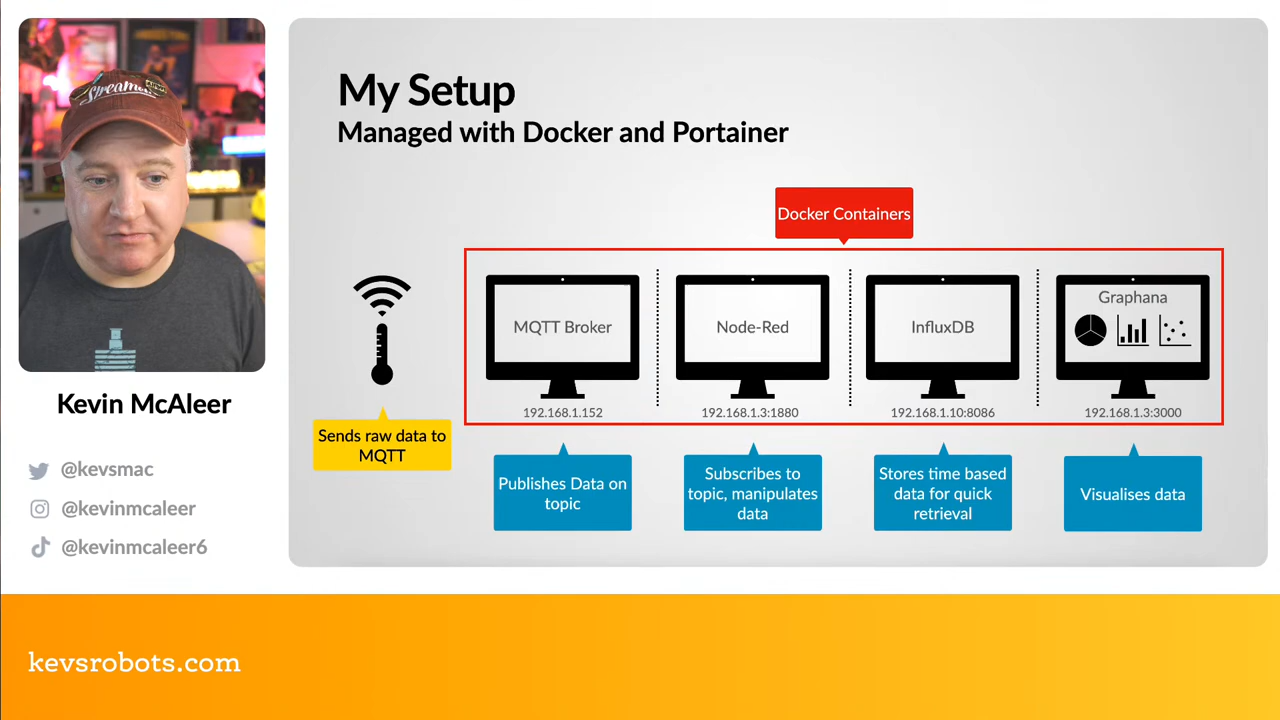 My Setup
Managed with Docker and Portainer
Docker Containers
MQTT Broker
Node-Red
InfluxDB
Graphana
192.168.1.152
192.168.1.3:1880
192.168.1.10:8086
192.168.1.3:3000
Sends raw data to
MQTT
Publishes Data on
topic
Subscribes to
topic, manipulates
data
Stores time based
data for quick
retrieval
Visualises data
Kevin McAleer
@kevsmac
@kevinmcaleer
@kevinmcaleer6
kevsrobots.com